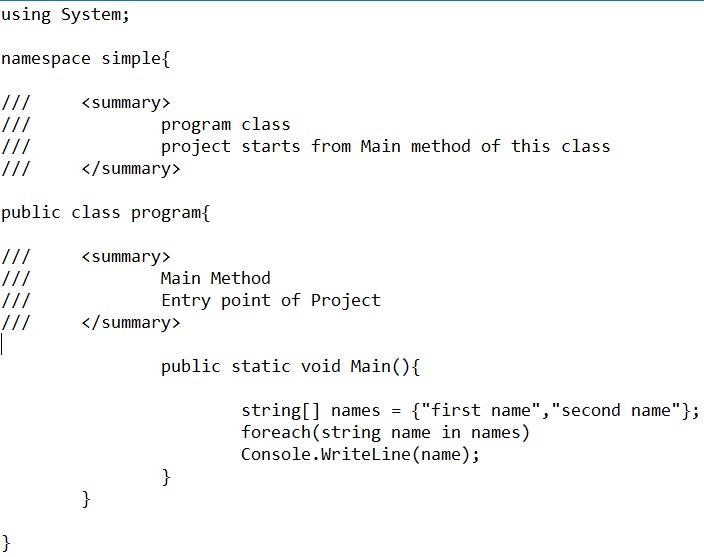 using System;
namespace simple{
/// <summary>
/// program class
/// project starts from Main method of this class
/// </summary>
public class program{
/// <summary>
/// Main Method
/// Entry point of Project
/// </summary>
public static void Main(){
string[] names = {"first name","second name"};
foreach(string name in names)
Console.WriteLine(name);
}
}
}